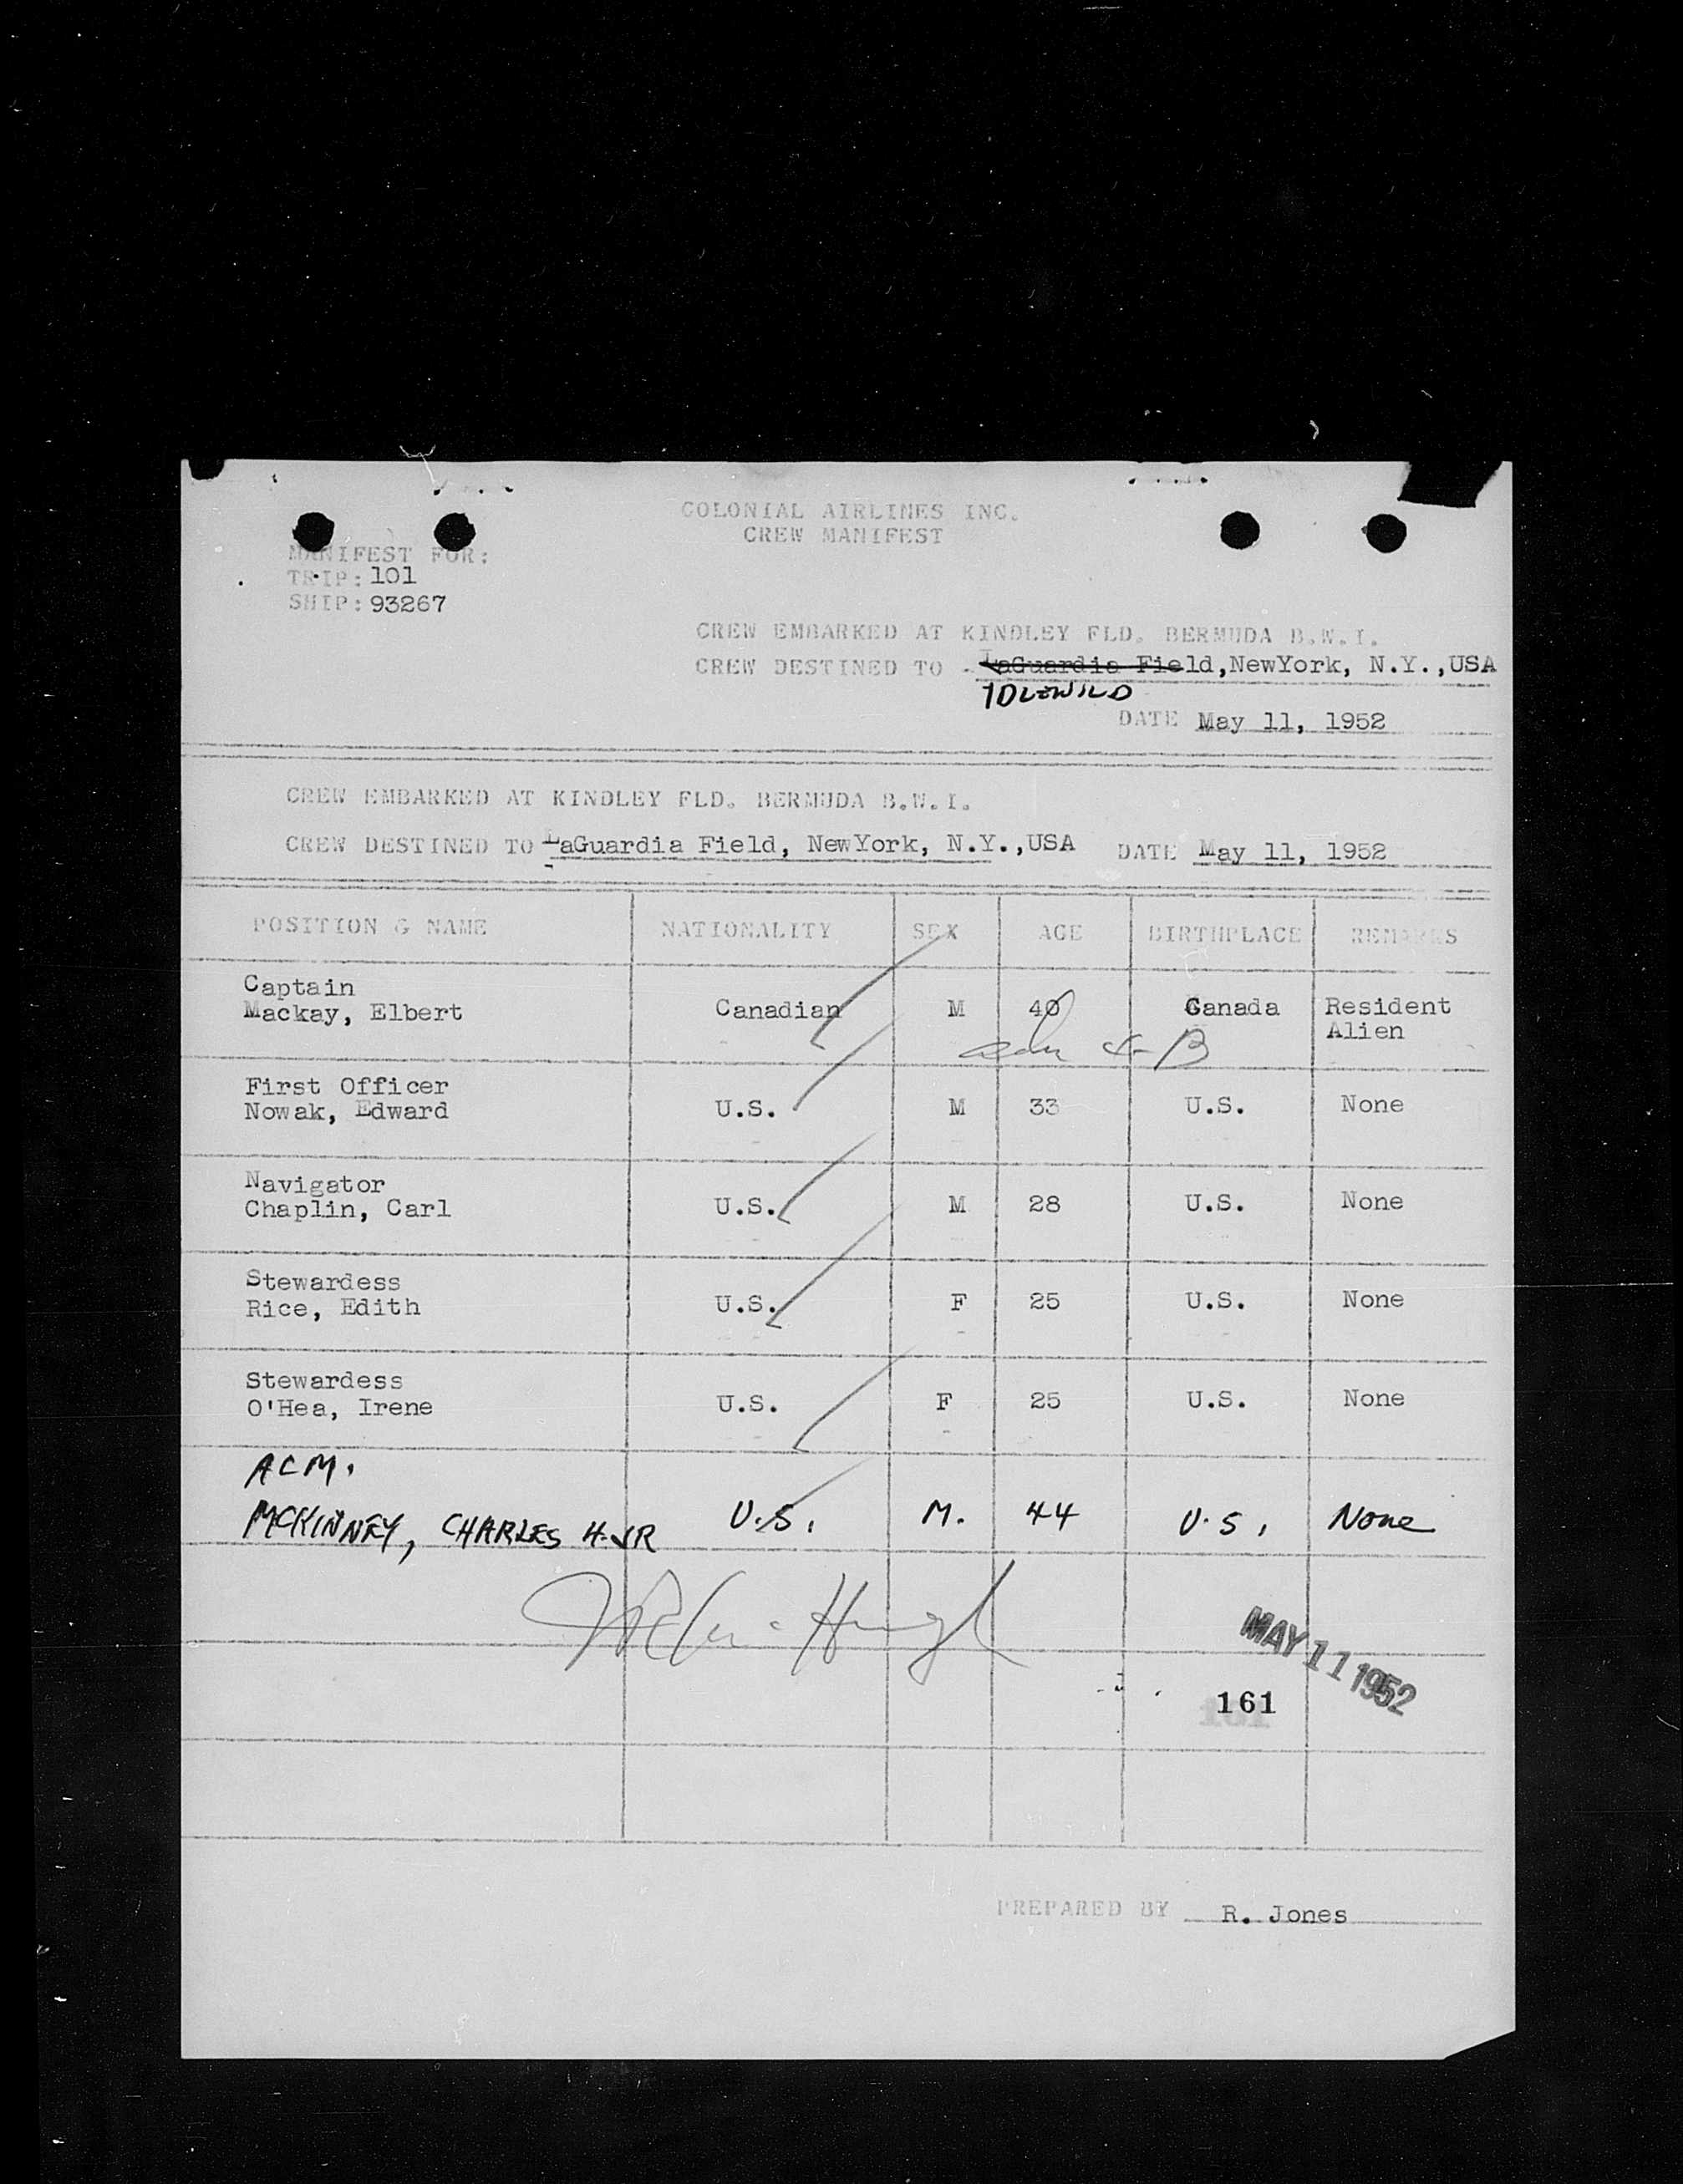 COLONIAL AIRLINES INC.
CREW MANIFEST
MANIFEST FOR:
TRIP: 101
SHIP: 93267
CREW EMBARKED AT KINDLEY FLD. BERMUDA B.W.I.
CREW DESTINED TO LaGuardia Field, NewYork, N.Y.,USA
IDLEWILD
DATE May 11, 1952
CREW EMBARKED AT KINDLEY FLD. BERMUDA B.W.I.
CREW DESTINED TO LaGuardia Field, NewYork, N.Y.,USA DATE May 11, 1952
POSITION & NAME NATIONALITY SEX AGE BIRTHPLACE REMARKS
Captain
Mackay, Elbert Canadian M 40 Canada Resident
Alien
First Officer
Nowak, Edward U.S. M 33 U.S. None
Navigator
Chaplin, Carl U.S. M 28 U.S. None
Stewardess
Rice, Edith U.S. F 25 U.S. None
Stewardess
O'Hea, Irene U.S. F 25 U.S. None
ACM.
MCKINNEY, CHARLES H. JR U.S. M. 44 U.S. None
MAY 11 1952
161
PREPARED BY R. Jones